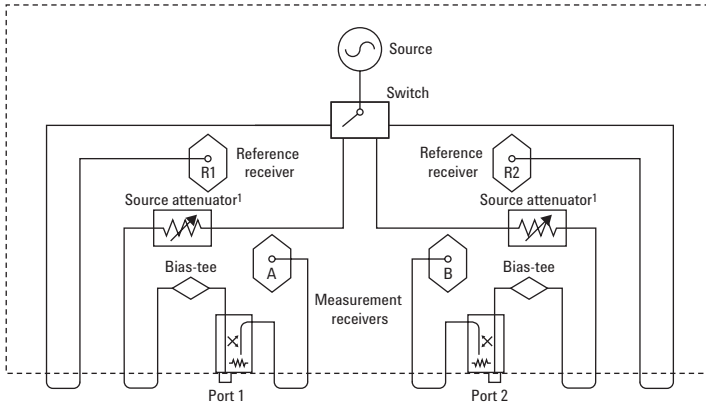 Source
Switch
Reference
receiver
R1
Reference
receiver
R2
Source attenuator¹
Source attenuator¹
Bias-tee
A
Measurement
receivers
B
Bias-tee
Port 1
Port 2